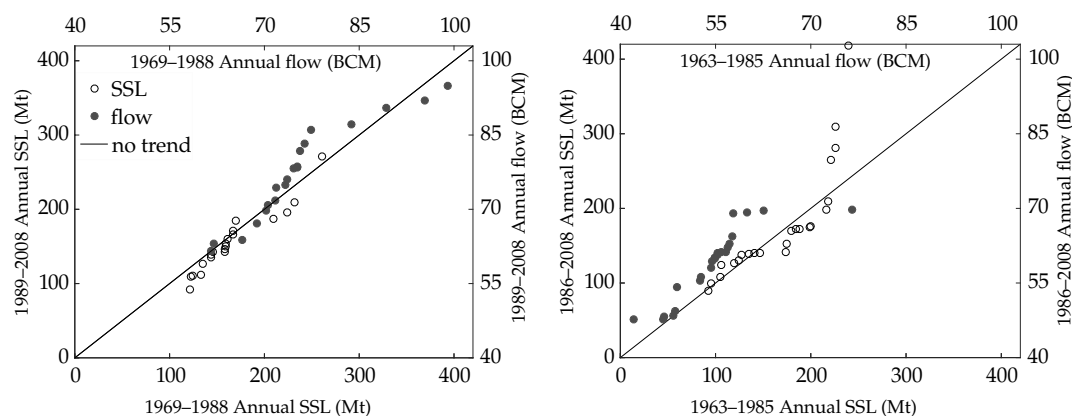 40 55 70 85 100
1969–1988 Annual flow (BCM)
SSL
flow
no trend
400
300
200
100
0
1989–2008 Annual SSL (Mt)
100
85
70
55
40
1989–2008 Annual flow (BCM)
0 100 200 300 400
1969–1988 Annual SSL (Mt)
40 55 70 85 100
1963–1985 Annual flow (BCM)
400
300
200
100
0
1986–2008 Annual SSL (Mt)
100
85
70
55
40
1986–2008 Annual flow (BCM)
0 100 200 300 400
1963–1985 Annual SSL (Mt)